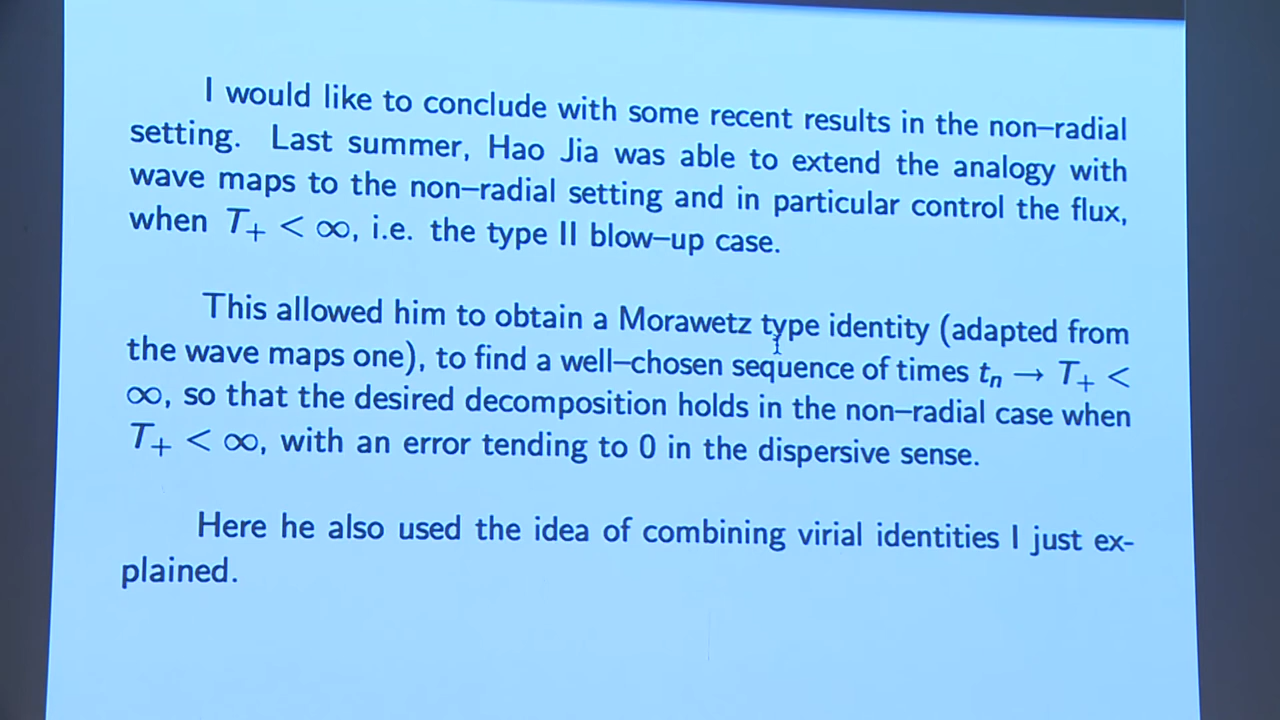 I would like to conclude with some recent results in the non–radial
setting. Last summer, Hao Jia was able to extend the analogy with
wave maps to the non–radial setting and in particular control the flux,
when T₊ < ∞, i.e. the type II blow–up case.
This allowed him to obtain a Morawetz type identity (adapted from
the wave maps one), to find a well–chosen sequence of times tₙ → T₊ <
∞, so that the desired decomposition holds in the non–radial case when
T₊ < ∞, with an error tending to 0 in the dispersive sense.
Here he also used the idea of combining virial identities I just ex-
plained.